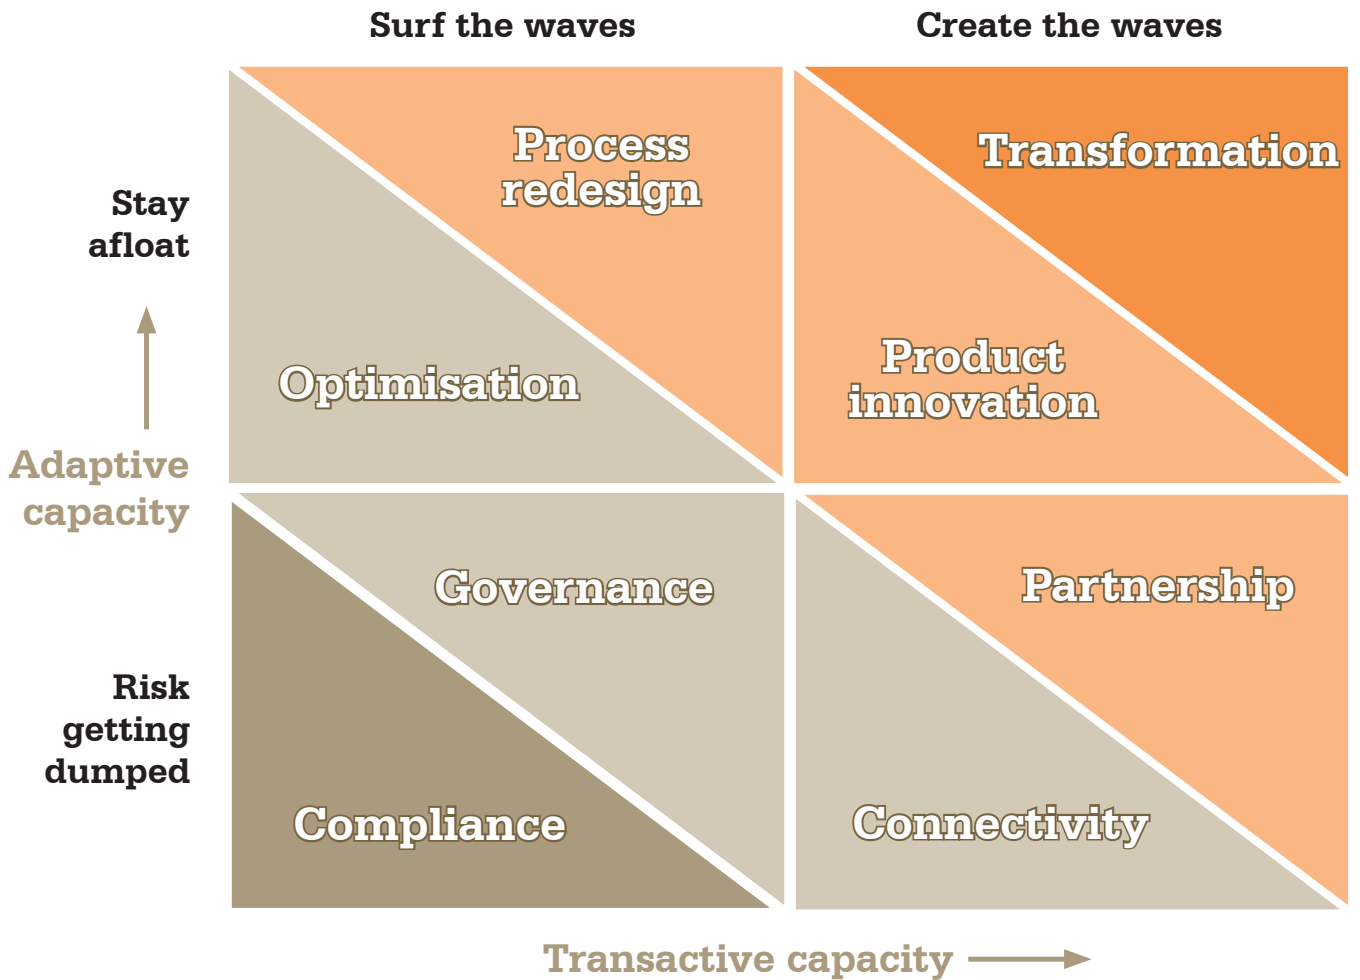 Surf the waves
Create the waves
Process
redesign
Transformation
Stay
afloat
Optimisation
Product
innovation
Adaptive
capacity
Governance
Partnership
Risk
getting
dumped
Compliance
Connectivity
Transactive capacity